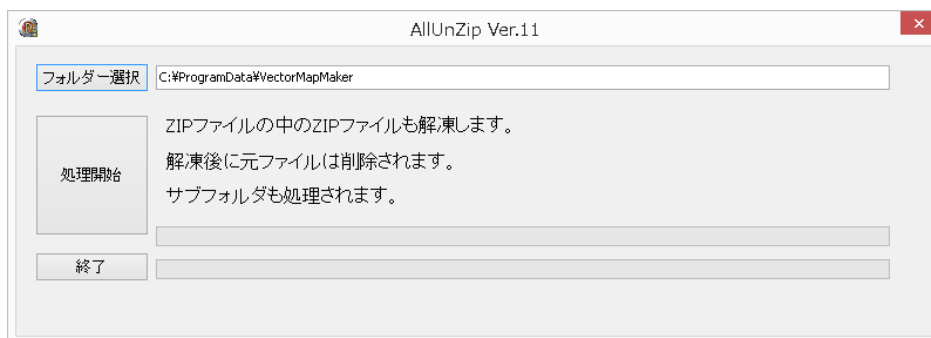 AllUnZip Ver.11
フォルダー選択 C:¥ProgramData¥VectorMapMaker
ZIPファイルの中のZIPファイルも解凍します。
解凍後に元ファイルは削除されます。
処理開始
サブフォルダも処理されます。
終了